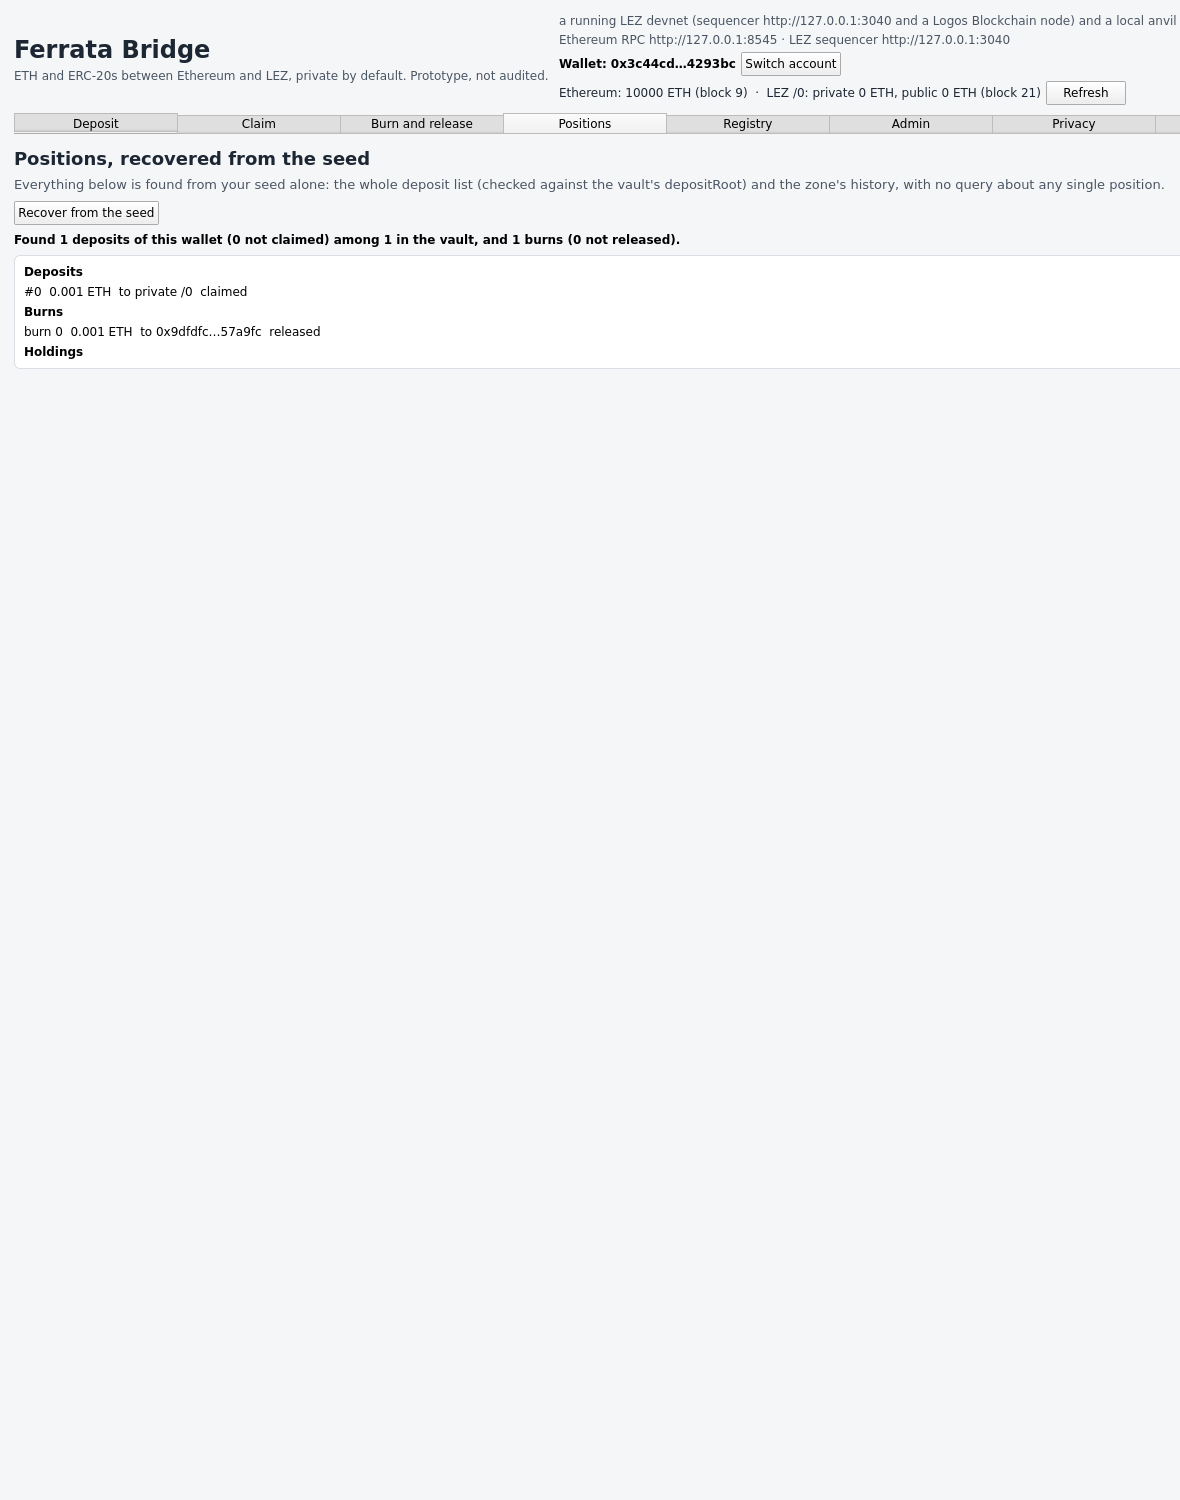 Ferrata Bridge
ETH and ERC-20s between Ethereum and LEZ, private by default. Prototype, not audited.
a running LEZ devnet (sequencer http://127.0.0.1:3040 and a Logos Blockchain node) and a local anvil
Ethereum RPC http://127.0.0.1:8545 · LEZ sequencer http://127.0.0.1:3040
Wallet: 0x3c44cd…4293bc Switch account
Ethereum: 10000 ETH (block 9) · LEZ /0: private 0 ETH, public 0 ETH (block 21) Refresh
Deposit Claim Burn and release Positions Registry Admin Privacy
Positions, recovered from the seed
Everything below is found from your seed alone: the whole deposit list (checked against the vault's depositRoot) and the zone's history, with no query about any single position.
Recover from the seed
Found 1 deposits of this wallet (0 not claimed) among 1 in the vault, and 1 burns (0 not released).
Deposits
#0 0.001 ETH to private /0 claimed
Burns
burn 0 0.001 ETH to 0x9dfdfc…57a9fc released
Holdings